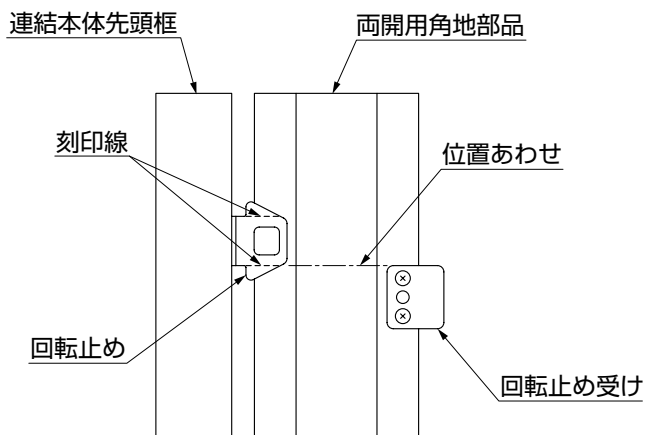 連結本体先頭框
両開用角地部品
刻印線
位置あわせ
回転止め
回転止め受け